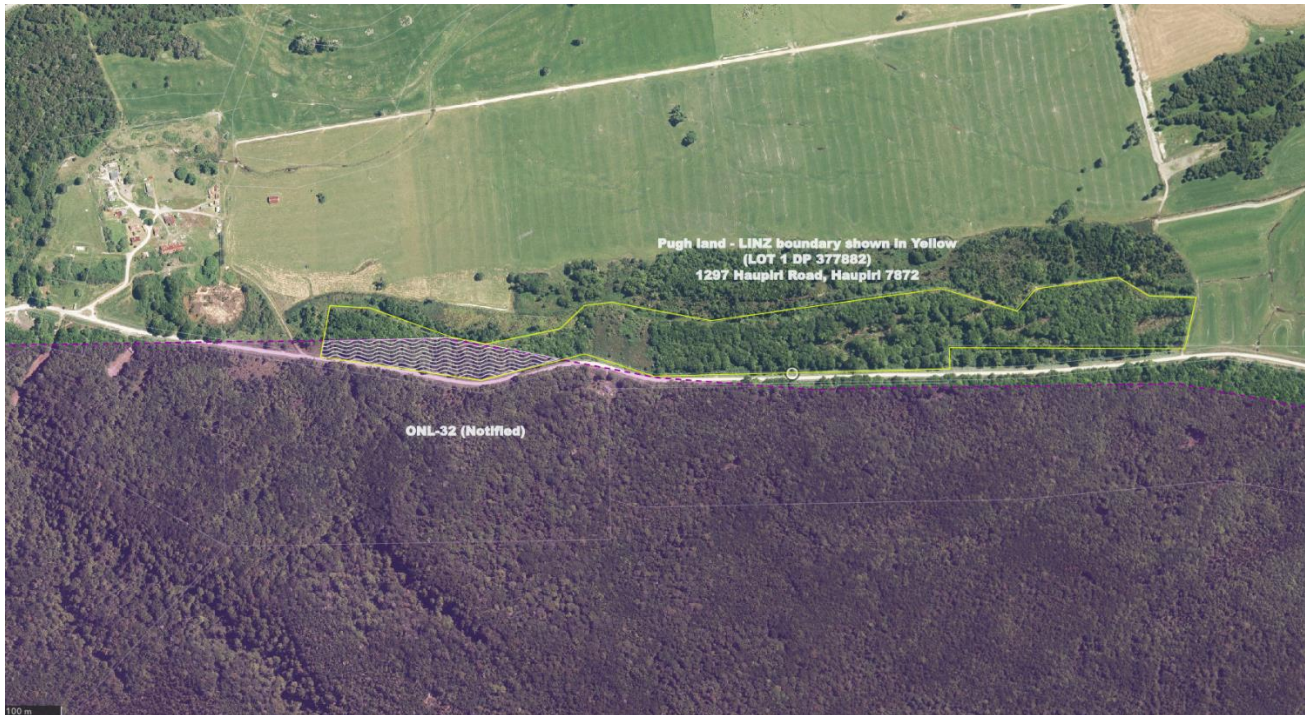 Pugh land - LINZ boundary shown in Yellow
(LOT 1 DP 377882)
1297 Haupiri Road, Haupiri 7872
ONL-32 (Notified)
100 m